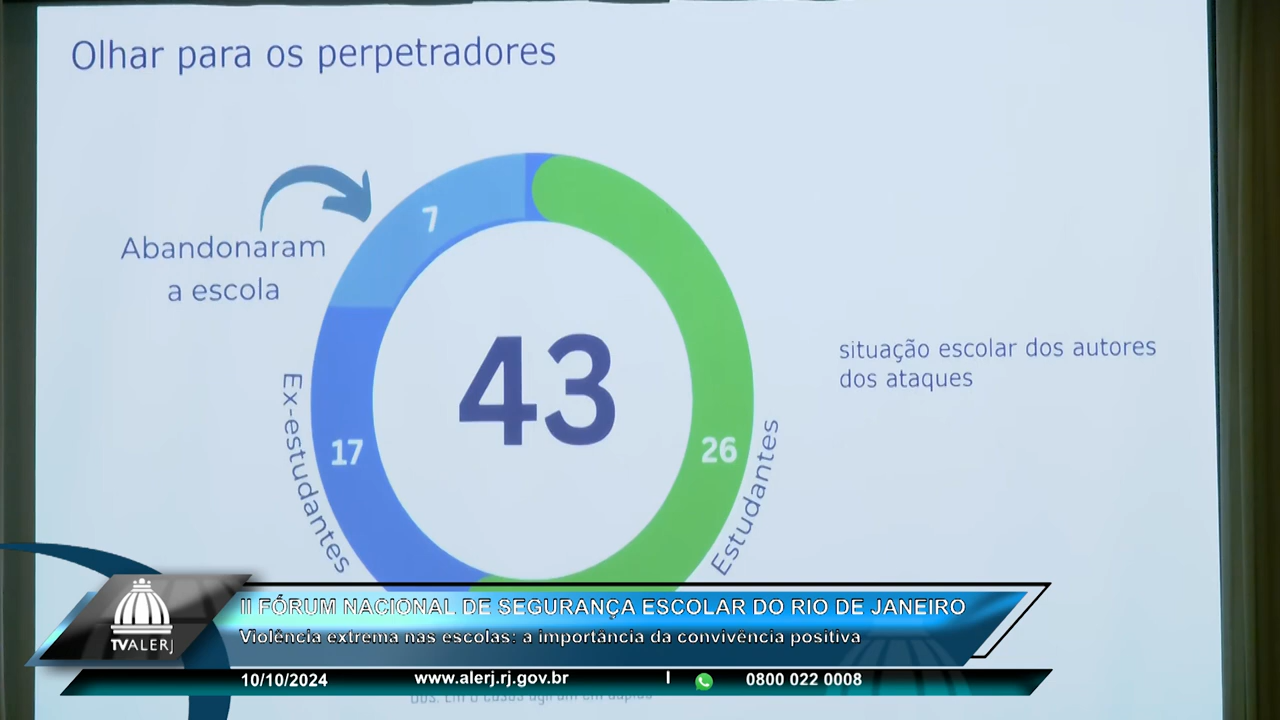 Olhar para os perpetradores
7
Abandonaram
a escola
43
situação escolar dos autores
dos ataques
Ex-estudantes
17
26
Estudantes
II FÓRUM NACIONAL DE SEGURANÇA ESCOLAR DO RIO DE JANEIRO
Violência extrema nas escolas: a importância da convivência positiva
TVALERJ
10/10/2024
www.alerj.rj.gov.br
|
0800 022 0008